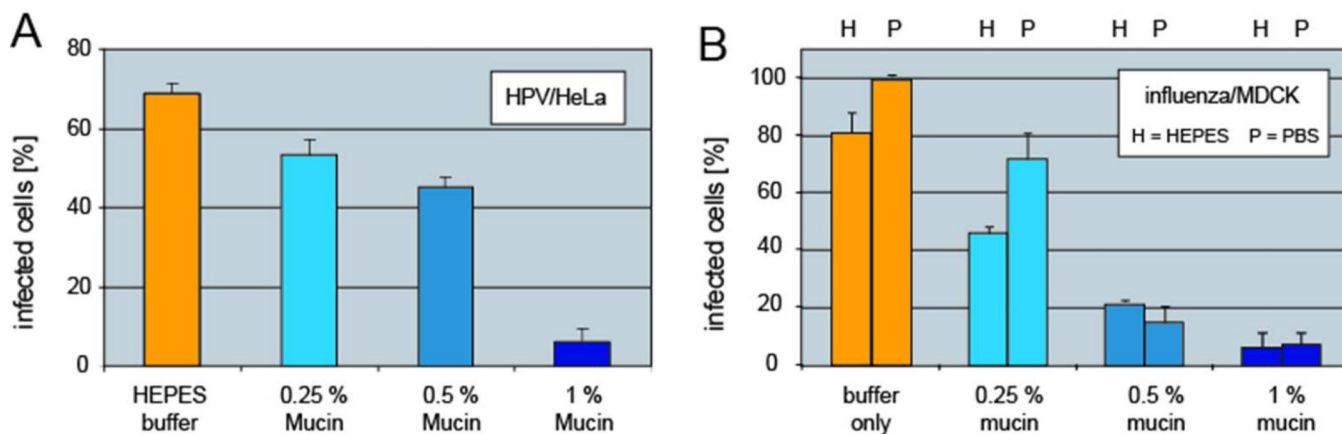 A
80
60
40
20
0
infected cells [%]
HPV/HeLa
HEPES
buffer
0.25 %
Mucin
0.5 %
Mucin
1 %
Mucin
B
H P H P H P H P
100
80
60
40
20
0
infected cells [%]
influenza/MDCK
H = HEPES P = PBS
buffer
only
0.25 %
mucin
0.5 %
mucin
1 %
mucin